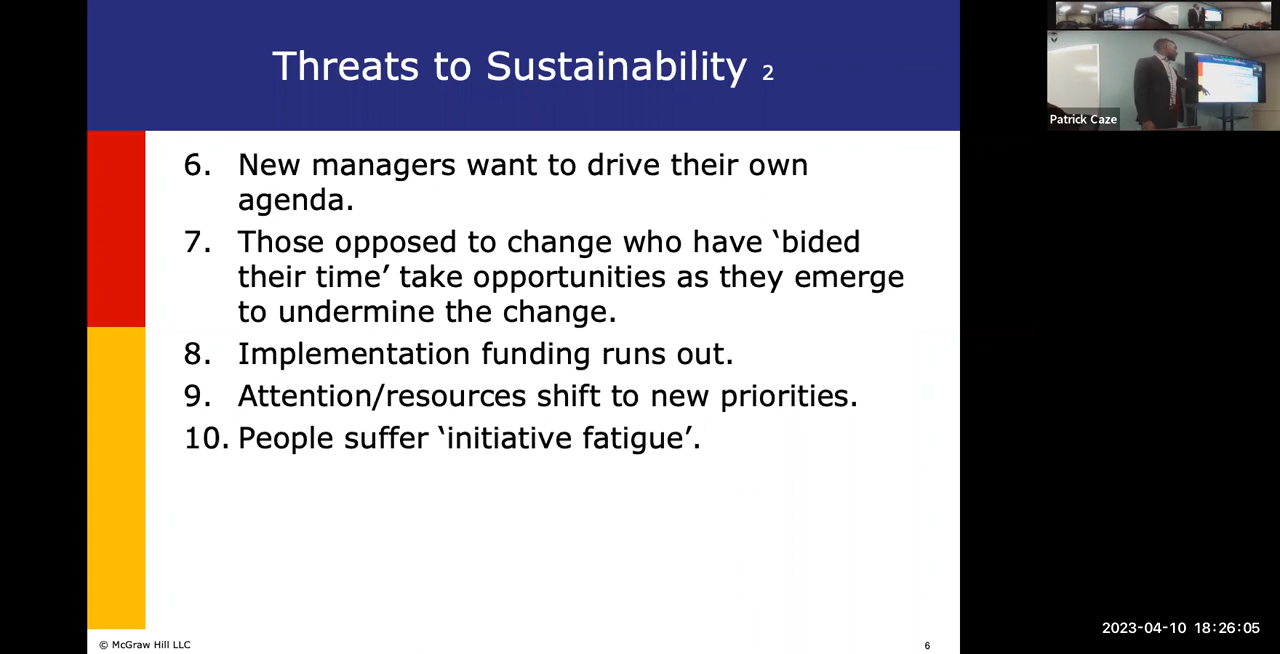 Threats to Sustainability 2
6. New managers want to drive their own
agenda.
7. Those opposed to change who have ‘bided
their time’ take opportunities as they emerge
to undermine the change.
8. Implementation funding runs out.
9. Attention/resources shift to new priorities.
10. People suffer ‘initiative fatigue’.
© McGraw Hill LLC
6
Patrick Caze
2023-04-10 18:26:05